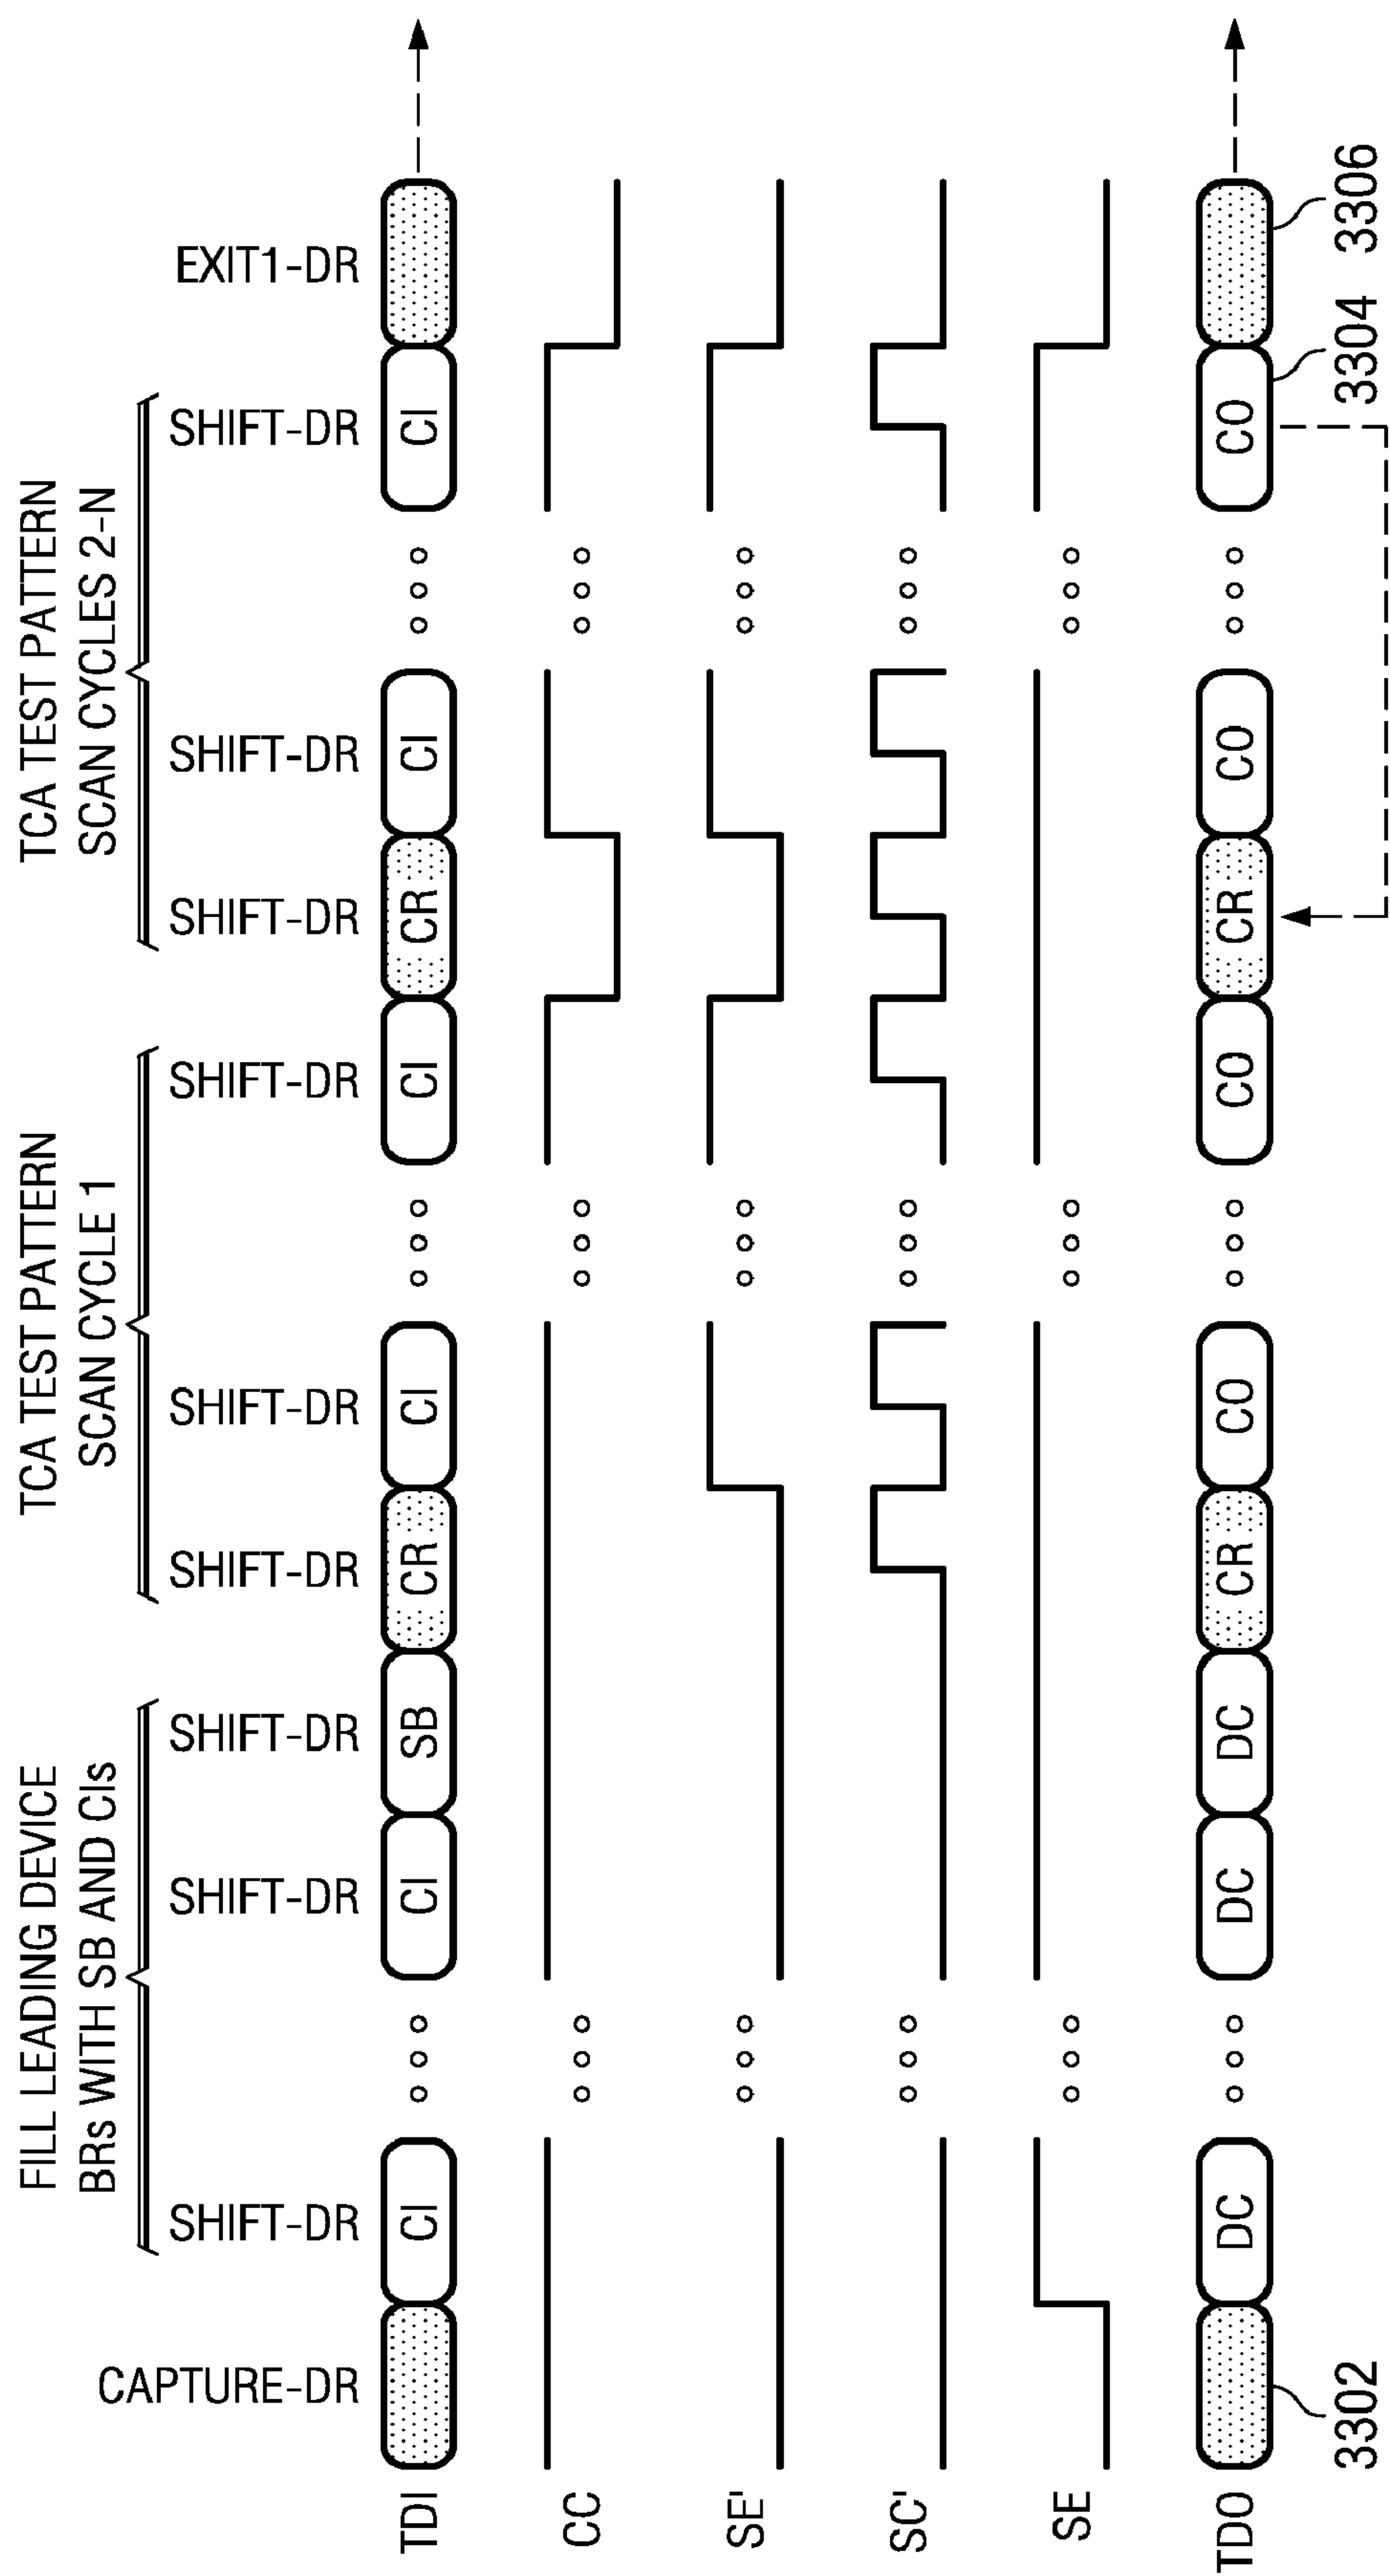 FILL LEADING DEVICE
BRs WITH SB AND CIs
TCA TEST PATTERN
SCAN CYCLE 1
TCA TEST PATTERN
SCAN CYCLES 2-N
CAPTURE-DR SHIFT-DR SHIFT-DR SHIFT-DR SHIFT-DR SHIFT-DR SHIFT-DR SHIFT-DR SHIFT-DR SHIFT-DR EXIT1-DR
TDI CI CI SB CR CI CI CR CI CI
CC
SE'
SC'
SE
TDO DC DC DC CR CO CO CR CO CO
3302 3304 3306